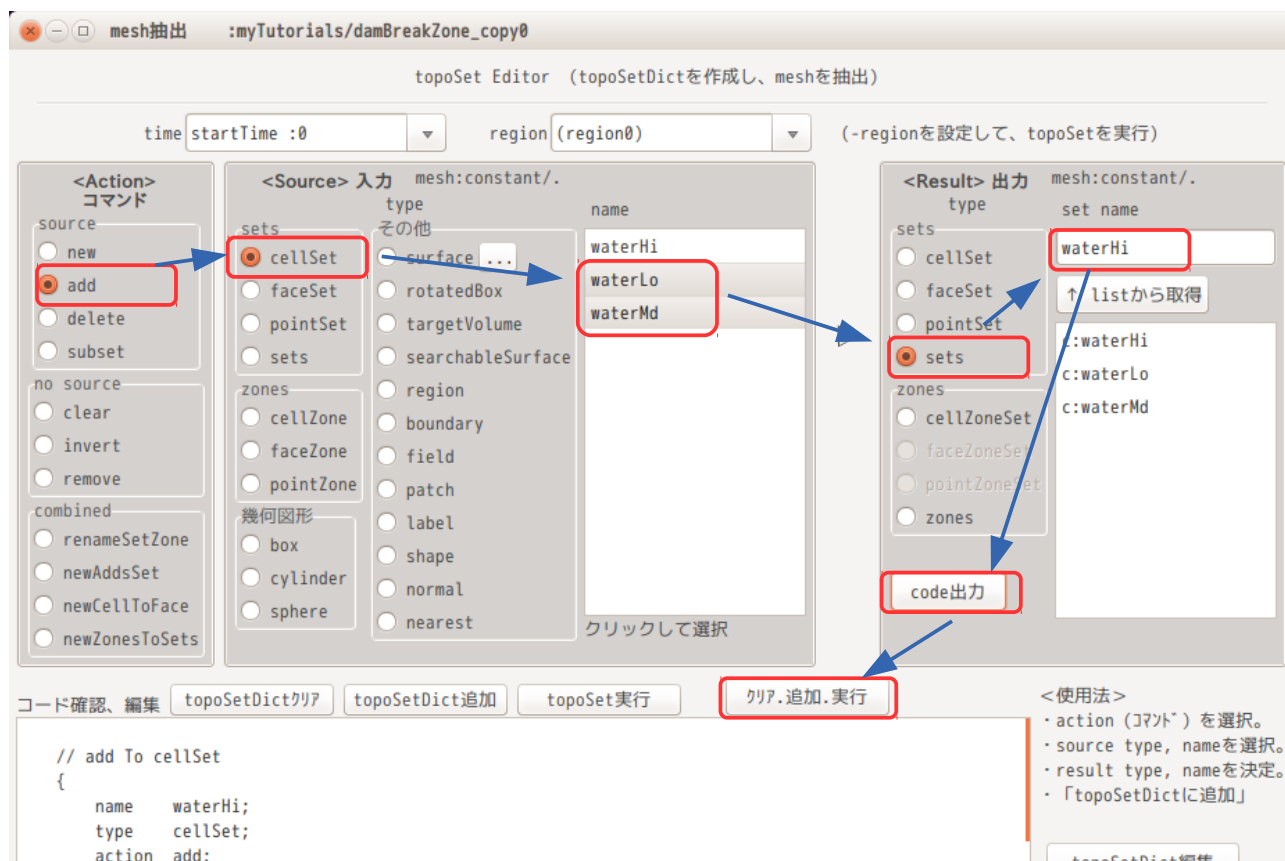 mesh抽出 :myTutorials/damBreakZone_copy0
topoSet Editor (topoSetDictを作成し、meshを抽出)
time startTime :0 region (region0) (-regionを設定して、topoSetを実行)
<Action>
コマンド
source
new
add
delete
subset
no source
clear
invert
remove
combined
renameSetZone
newAddsSet
newCellToFace
newZonesToSets
<Source> 入力 mesh:constant/.
type
sets
cellSet
faceSet
pointSet
sets
zones
cellZone
faceZone
pointZone
幾何図形
box
cylinder
sphere
その他
surface ...
rotatedBox
targetVolume
searchableSurface
region
boundary
field
patch
label
shape
normal
nearest
name
waterHi
waterLo
waterMd
クリックして選択
<Result> 出力 mesh:constant/.
type
sets
cellSet
faceSet
pointSet
sets
zones
cellZoneSet
faceZoneSet
pointZoneSet
zones
code出力
set name
waterHi
↑ listから取得
c:waterHi
c:waterLo
c:waterMd
コード確認、編集 topoSetDictｸﾘｱ topoSetDict追加 topoSet実行 ｸﾘｱ.追加.実行
// add To cellSet
{
name waterHi;
type cellSet;
action add;
<使用法>
・action (ｺﾏﾝﾄﾞ) を選択。
・source type, nameを選択。
・result type, nameを決定。
・「topoSetDictに追加」
topoSetDict編集